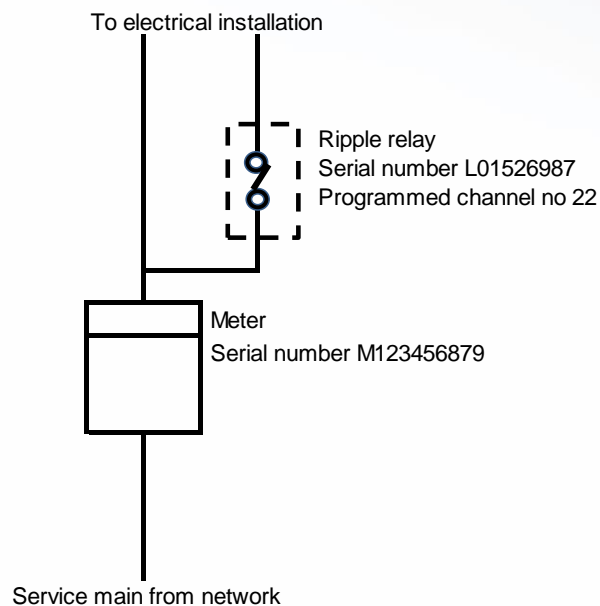 To electrical installation
Ripple relay
Serial number L01526987
Programmed channel no 22
Meter
Serial number M123456879
Service main from network